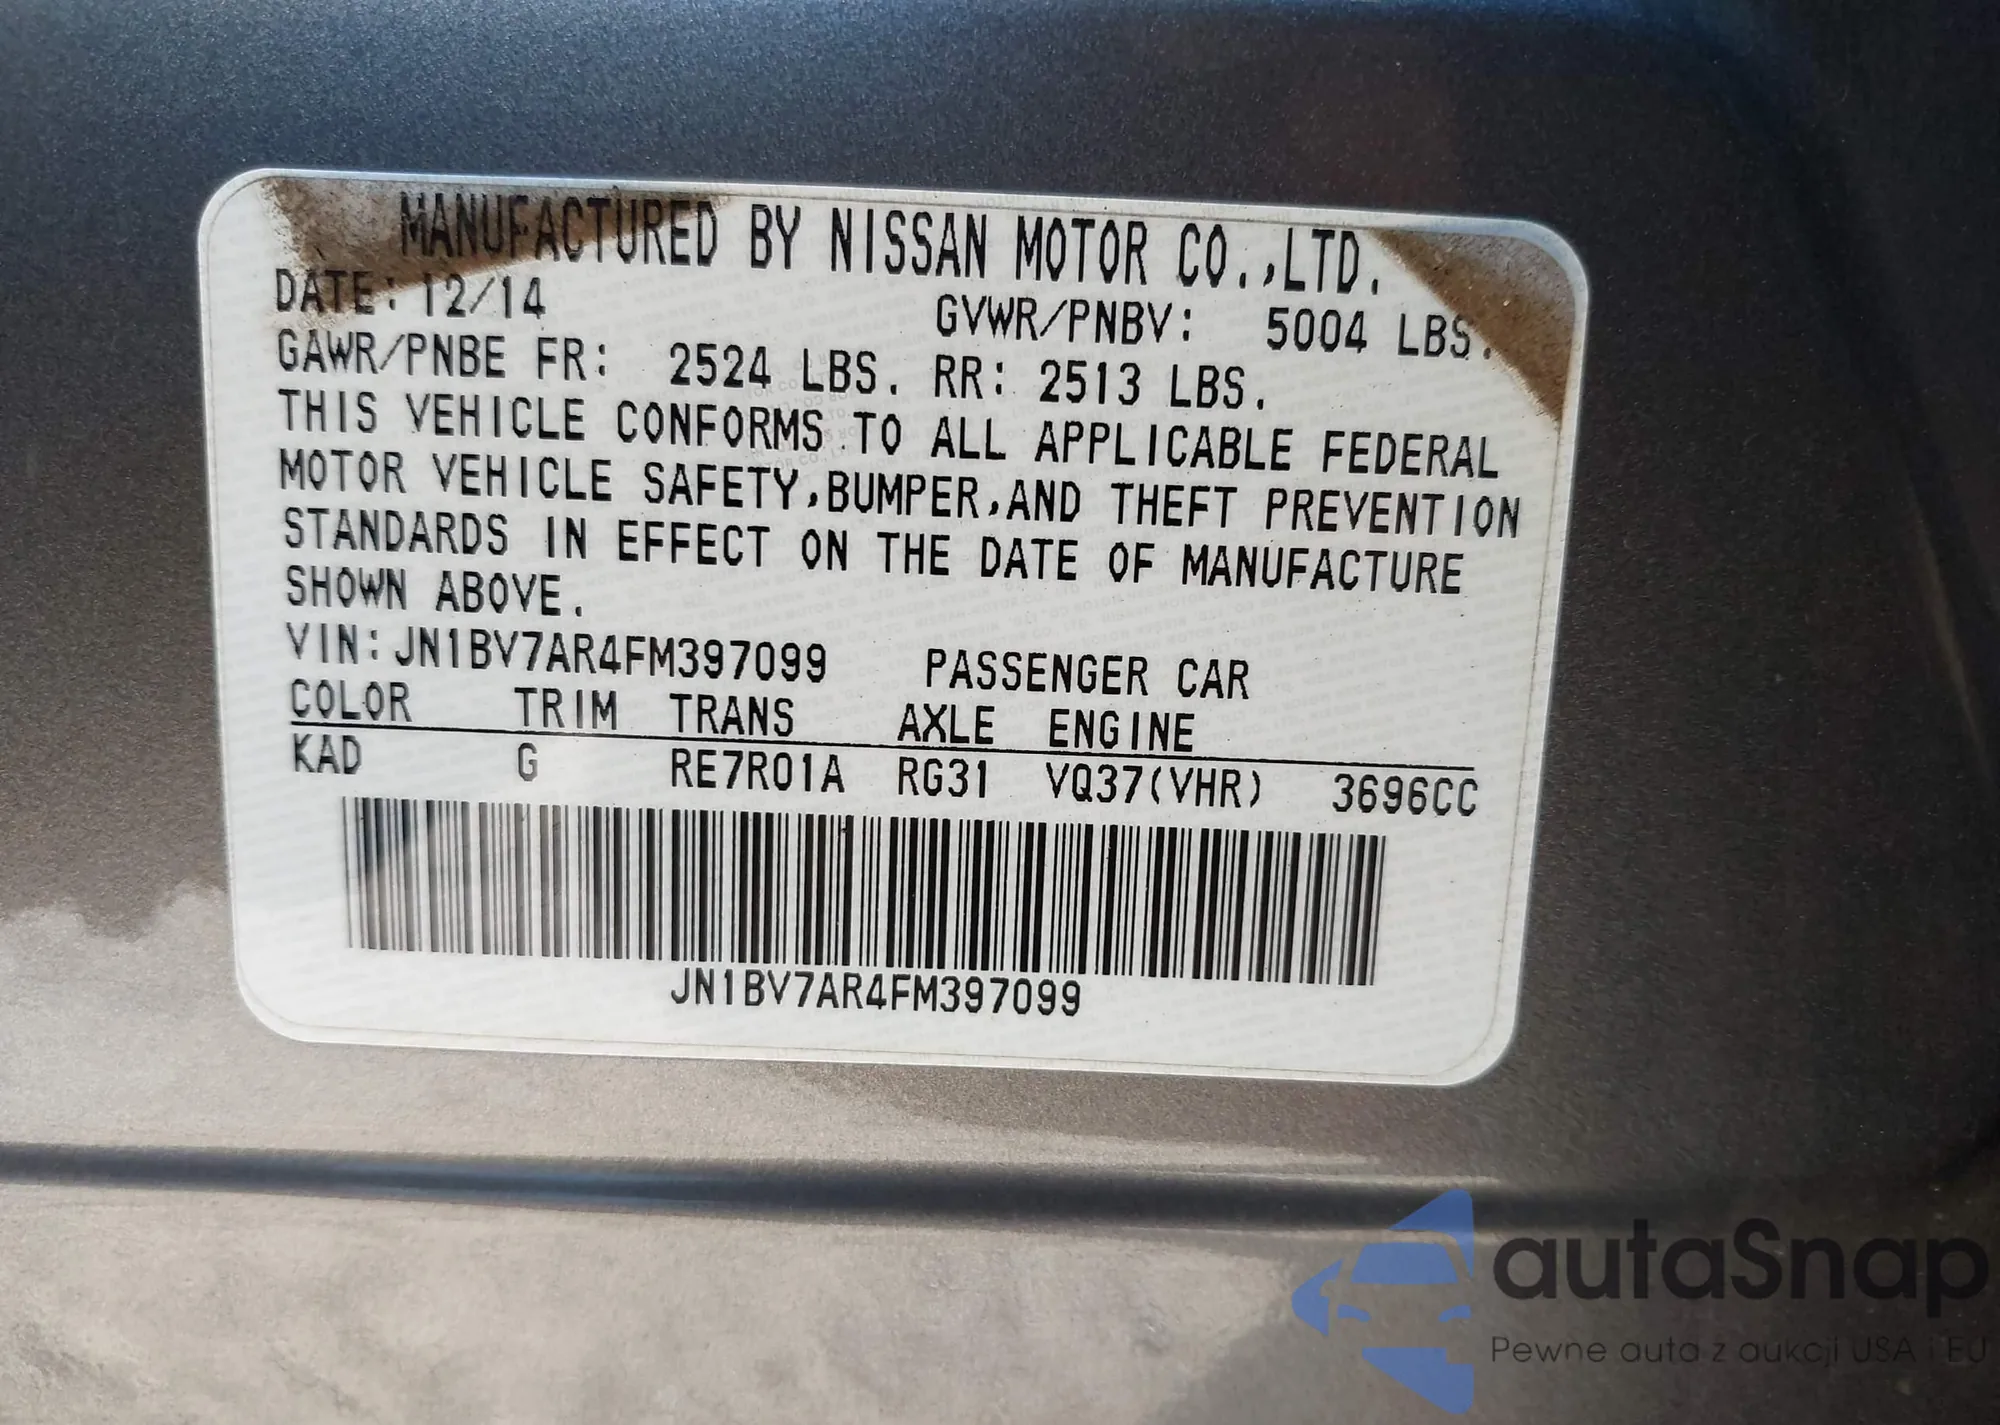 MANUFACTURED BY NISSAN MOTOR CO.,LTD.
DATE: 12/14 GVWR/PNBV: 5004 LBS.
GAWR/PNBE FR: 2524 LBS. RR: 2513 LBS.
THIS VEHICLE CONFORMS TO ALL APPLICABLE FEDERAL
MOTOR VEHICLE SAFETY,BUMPER,AND THEFT PREVENTION
STANDARDS IN EFFECT ON THE DATE OF MANUFACTURE
SHOWN ABOVE.
VIN:JN1BV7AR4FM397099 PASSENGER CAR
COLOR TRIM TRANS AXLE ENGINE
KAD G RE7R01A RG31 VQ37(VHR) 3696CC
JN1BV7AR4FM397099
autaSnap
Pewne auta z aukcji USA i EU